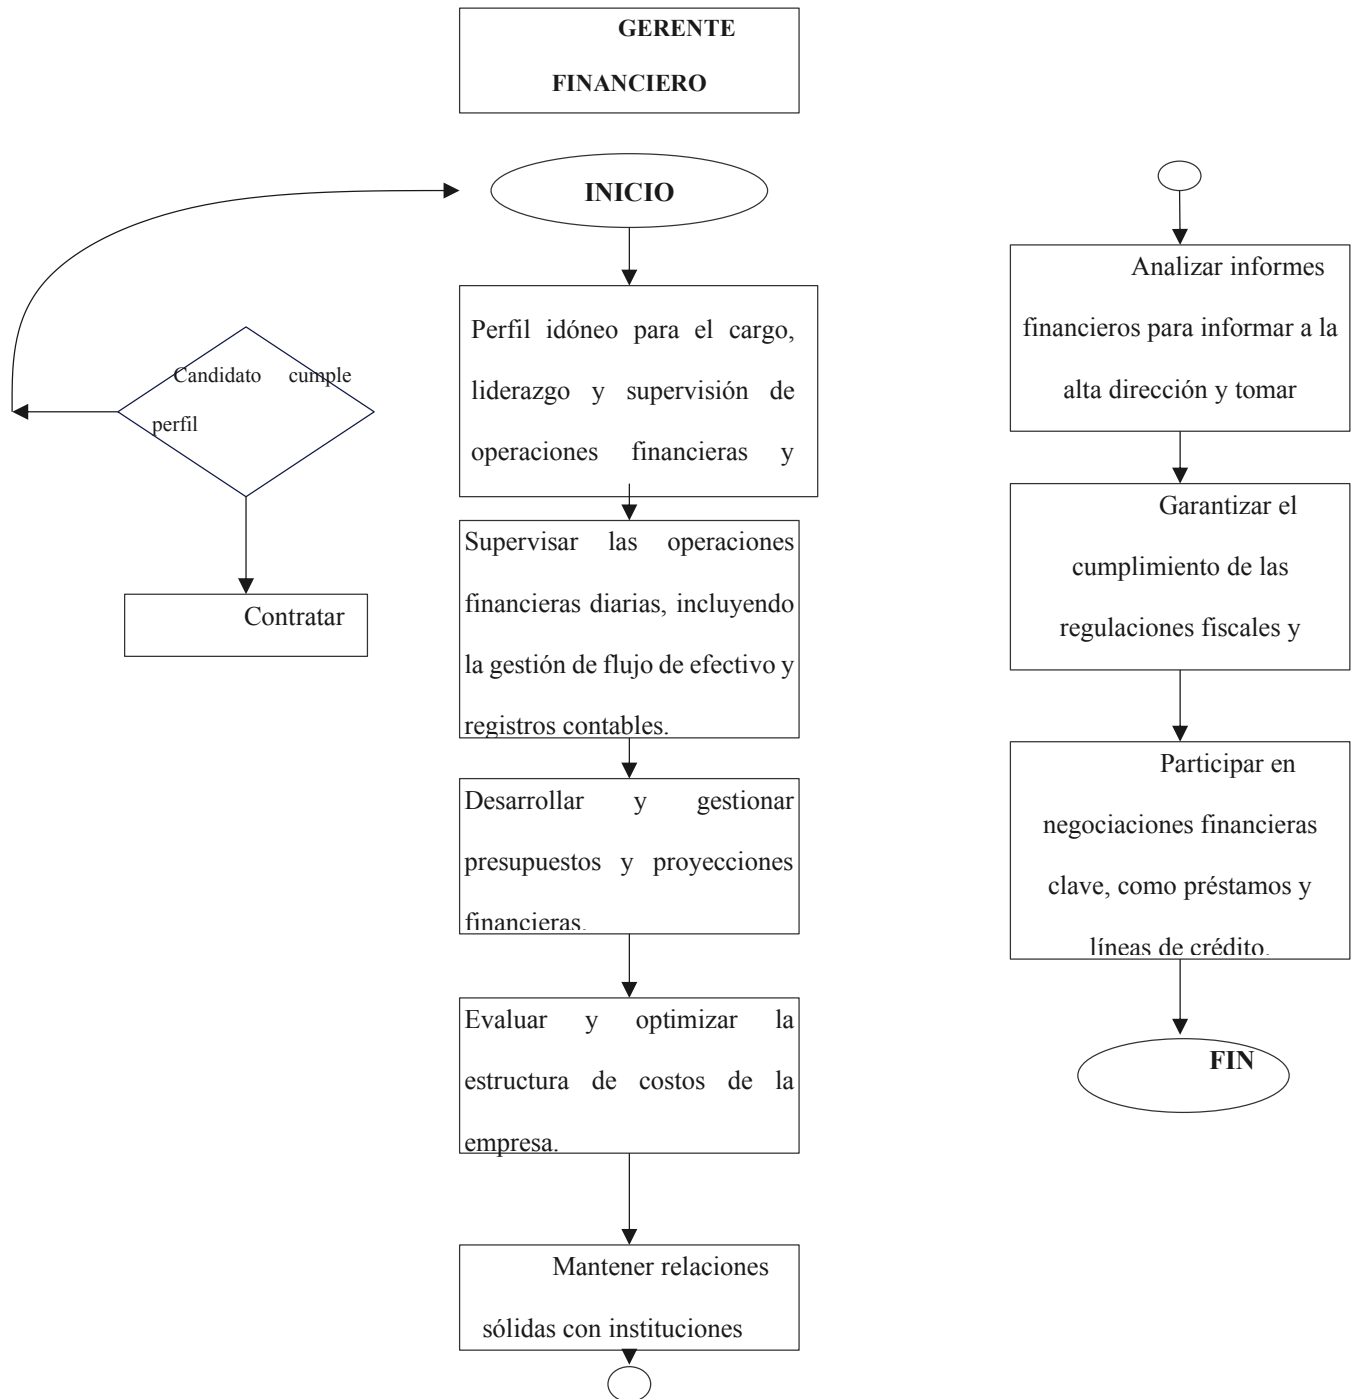 GERENTE
FINANCIERO
INICIO
Perfil idóneo para el cargo,
liderazgo y supervisión de
operaciones financieras y
Candidato cumple
perfil
Contratar
Supervisar las operaciones
financieras diarias, incluyendo
la gestión de flujo de efectivo y
registros contables.
Desarrollar y gestionar
presupuestos y proyecciones
financieras.
Evaluar y optimizar la
estructura de costos de la
empresa.
Mantener relaciones
sólidas con instituciones
Analizar informes
financieros para informar a la
alta dirección y tomar
Garantizar el
cumplimiento de las
regulaciones fiscales y
Participar en
negociaciones financieras
clave, como préstamos y
líneas de crédito.
FIN